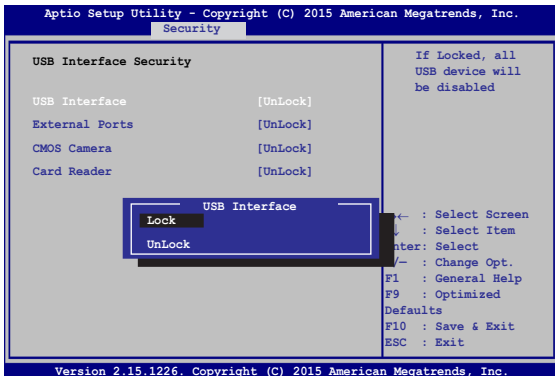 Aptio Setup Utility - Copyright (C) 2015 American Megatrends, Inc.
Security
USB Interface Security
USB Interface [UnLock]
External Ports [UnLock]
CMOS Camera [UnLock]
Card Reader [UnLock]
If Locked, all
USB device will
be disabled
USB Interface
Lock
UnLock
← : Select Screen
↓ : Select Item
nter: Select
/— : Change Opt.
F1 : General Help
F9 : Optimized
Defaults
F10 : Save & Exit
ESC : Exit
Version 2.15.1226. Copyright (C) 2015 American Megatrends, Inc.